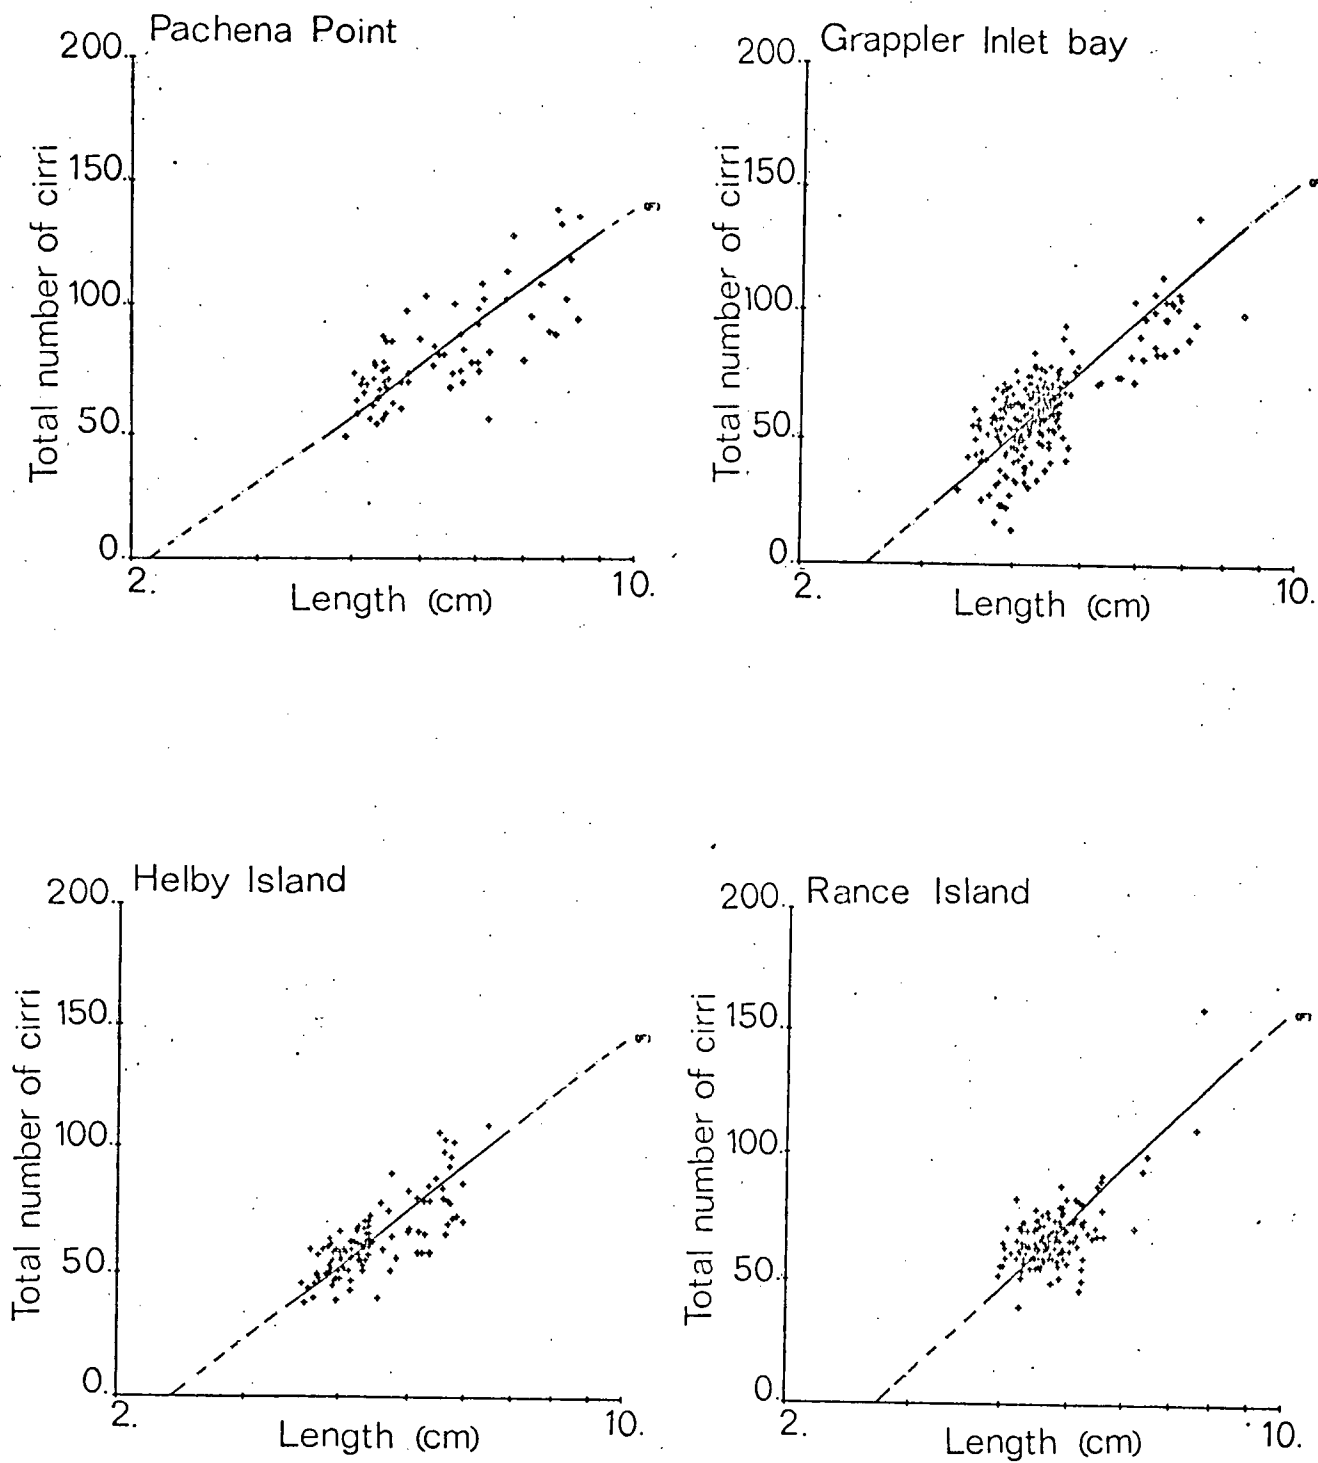 Pachena Point
200.
150.
100.
50.
0.
Total number of cirri
2.
10.
Length (cm)
(F)
Grappler Inlet bay
200.
150.
100.
50.
0.
Total number of cirri
2.
10.
Length (cm)
Helby Island
200.
150.
100.
50.
0.
Total number of cirri
2.
10.
Length (cm)
(F)
Rance Island
200.
150.
100.
50.
0.
Total number of cirri
2.
10.
Length (cm)
(F)